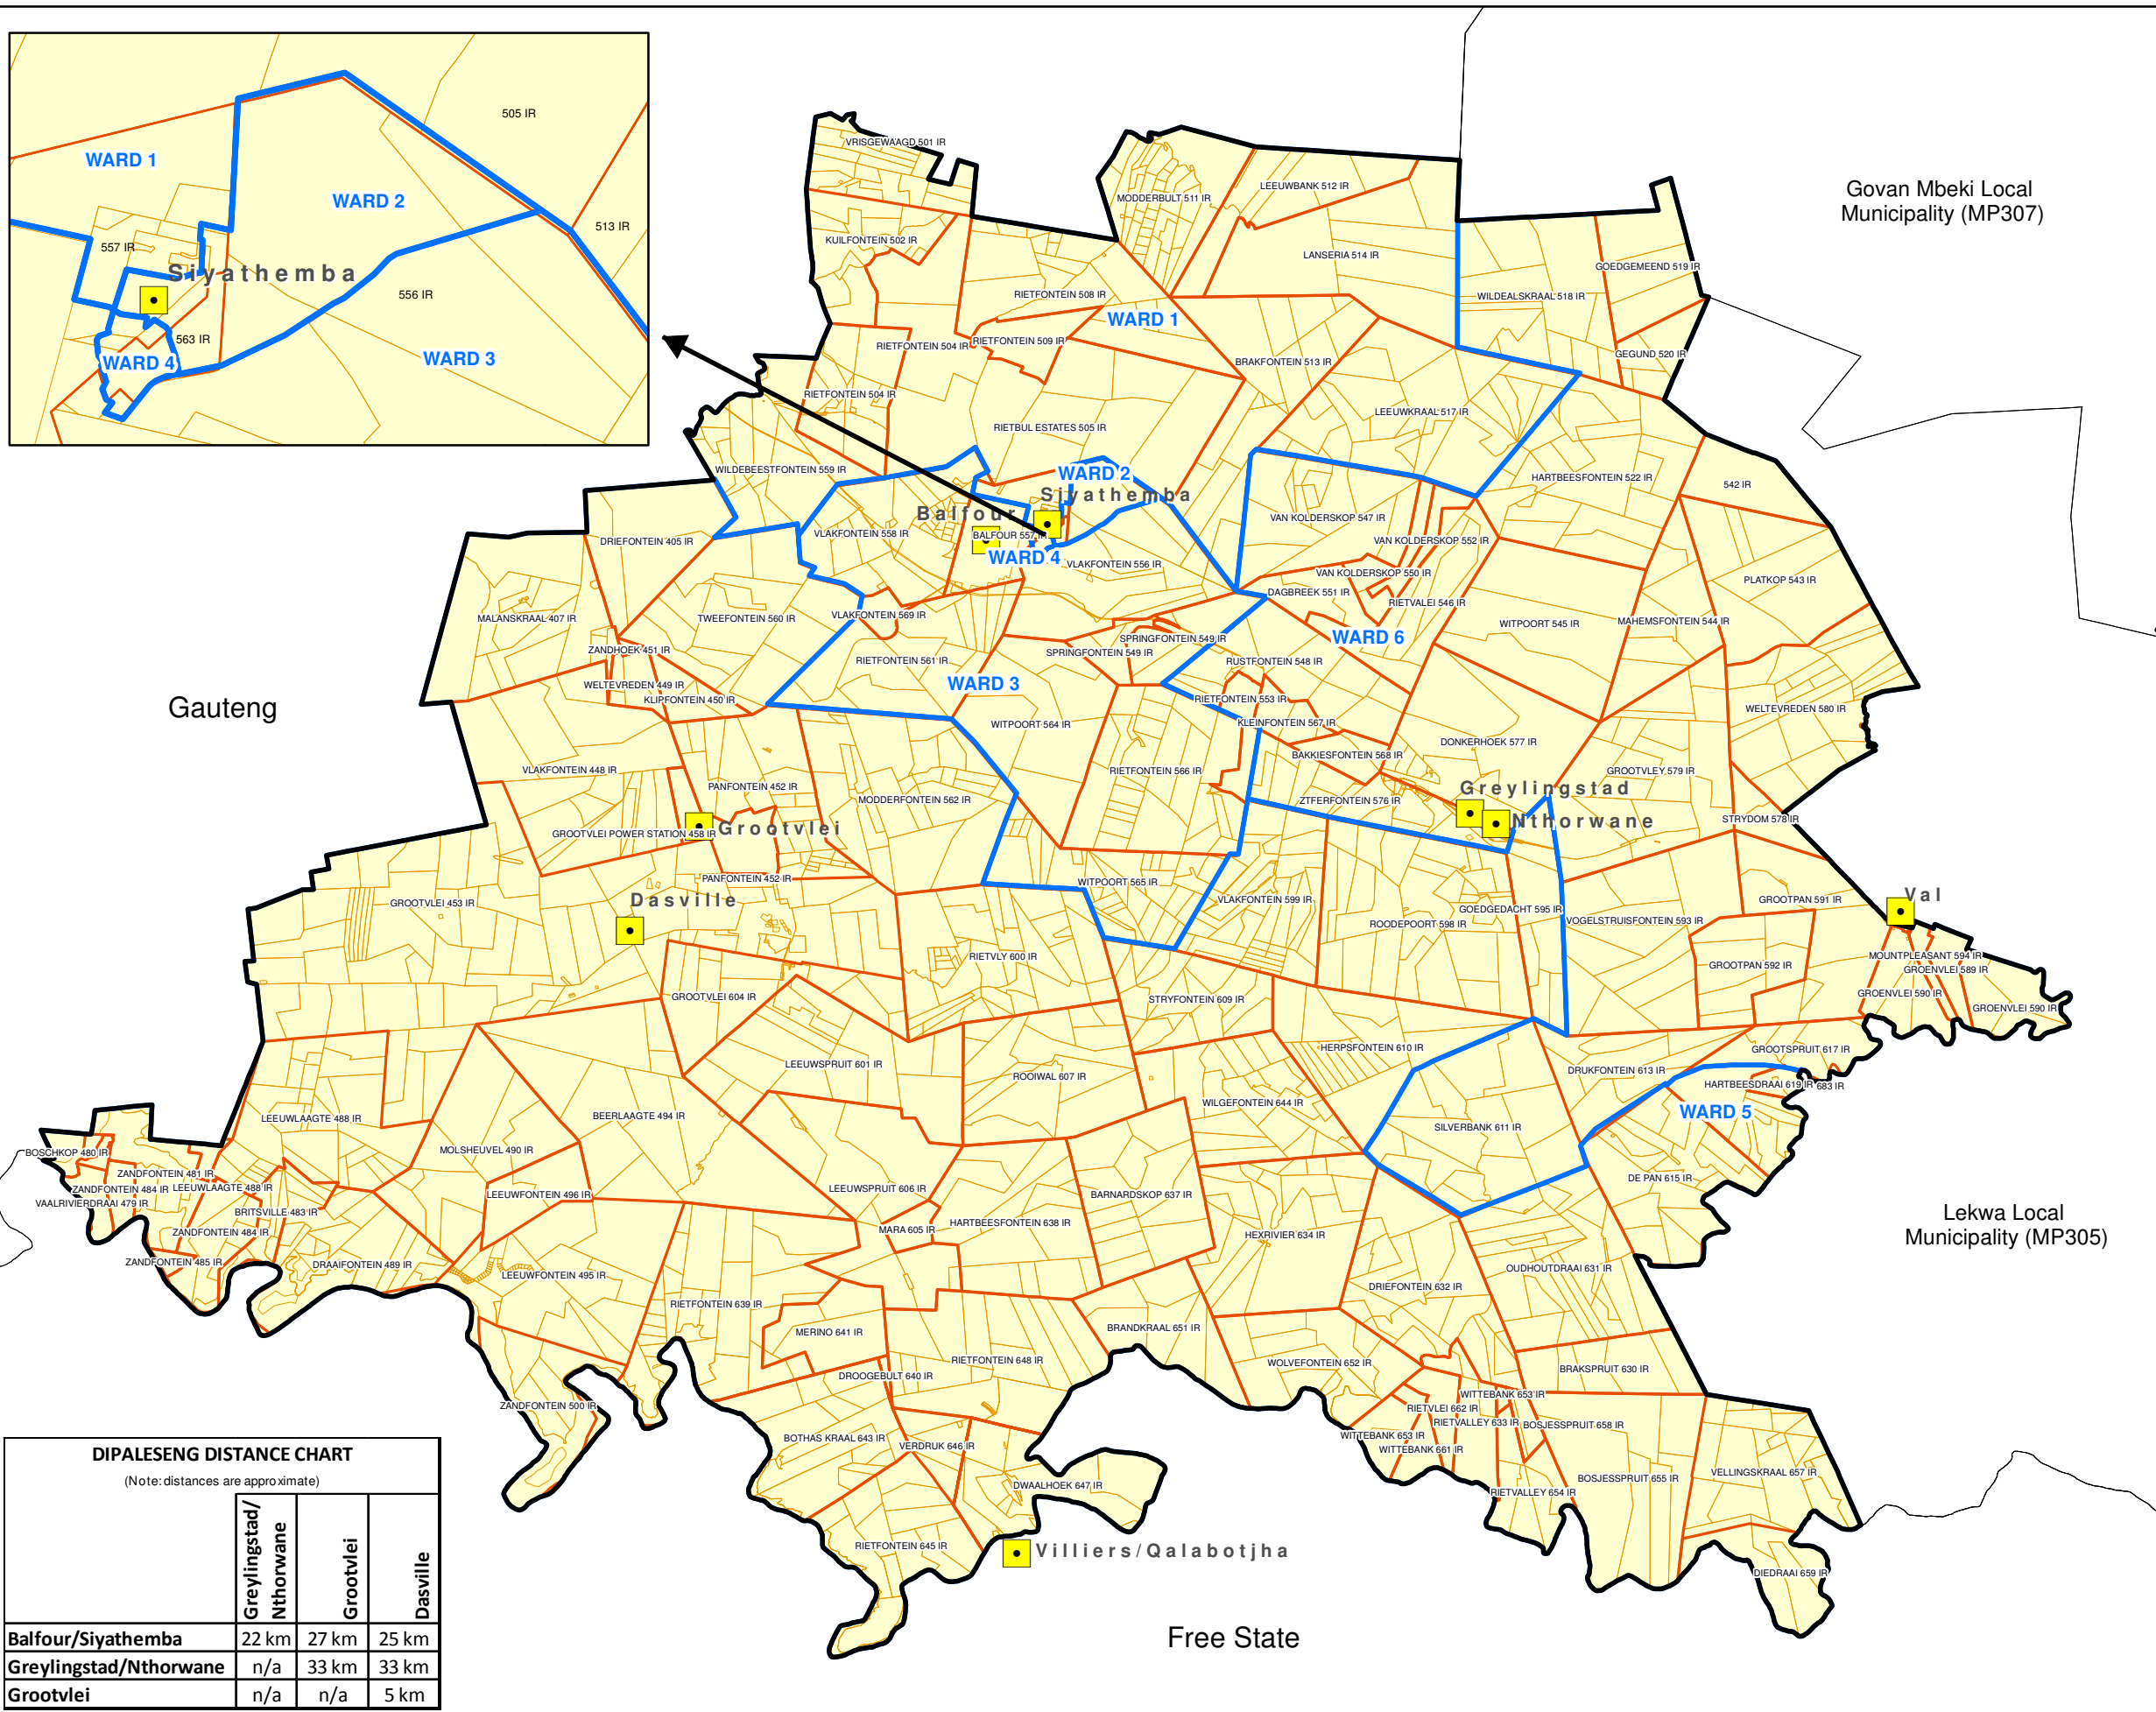 505 IR
WARD 1
WARD 2
513 IR
557 IR
Siyathemba
556 IR
563 IR
WARD 4
WARD 3
Govan Mbeki Local
Municipality (MP307)
VRISGEWAAGD 501 IR
MODDERBULT 511 IR
LEEUWBANK 512 IR
KUILFONTEIN 502 IR
LANSERIA 514 IR
GOEDGEMEEND 519 IR
RIETFONTEIN 508 IR
WILDEALSKRAAL 518 IR
WARD 1
RIETFONTEIN 504 IR
RIETFONTEIN 509 IR
GEGUND 520 IR
BRAKFONTEIN 513 IR
RIETFONTEIN 504 IR
LEEUWKRAAL 517 IR
RIETBUL ESTATES 505 IR
WILDEBEESTFONTEIN 559 IR
WARD 2
HARTBEESFONTEIN 522 IR
542 IR
Siyathemba
Balfour
VAN KOLDERSKOP 547 IR
DRIEFONTEIN 405 IR
VLAKFONTEIN 558 IR
BALFOUR 557 IR
VAN KOLDERSKOP 552 IR
WARD 4
VLAKFONTEIN 556 IR
VAN KOLDERSKOP 550 IR
PLATKOP 543 IR
DAGBREEK 551 IR
RIETVALEI 546 IR
MALANSKRAAL 407 IR
TWEEFONTEIN 560 IR
VLAKFONTEIN 569 IR
WITPOORT 545 IR
MAHEMSFONTEIN 544 IR
SPRINGFONTEIN 549 IR
WARD 6
ZANDHOEK 451 IR
SPRINGFONTEIN 549 IR
RIETFONTEIN 561 IR
RUSTFONTEIN 548 IR
WELTEVREDEN 449 IR
WARD 3
KLIPFONTEIN 450 IR
RIETFONTEIN 553 IR
WELTEVREDEN 580 IR
Gauteng
WITPOORT 564 IR
KLEINFONTEIN 567 IR
DONKERHOEK 577 IR
BAKKIESFONTEIN 568 IR
VLAKFONTEIN 448 IR
RIETFONTEIN 566 IR
GROOTVLEY 579 IR
PANFONTEIN 452 IR
Greylingstad
MODDERFONTEIN 562 IR
ZTFERFONTEIN 576 IR
Nthorwane
STRYDOM 578 IR
GROOTVLEI POWER STATION 458 IR
Grootvlei
PANFONTEIN 452 IR
WITPOORT 565 IR
Dasville
GROOTVLEI 453 IR
VLAKFONTEIN 599 IR
GROOTPAN 591 IR
Val
GOEDGEDACHT 595 IR
ROODEPOORT 598 IR
VOGELSTRUISFONTEIN 593 IR
RIETVLY 600 IR
MOUNTPLEASANT 594 IR
GROOTPAN 592 IR
GROENVLEI 589 IR
GROOTVLEI 604 IR
STRYFONTEIN 609 IR
GROENVLEI 590 IR
GROENVLEI 590 IR
HERPSFONTEIN 610 IR
GROOTSPRUIT 617 IR
LEEUWSPRUIT 601 IR
DRUKFONTEIN 613 IR
ROOIWAL 607 IR
HARTBEESDRAAI 619 IR
683 IR
WILGEFONTEIN 644 IR
WARD 5
LEEUWLAAGTE 488 IR
BEERLAAGTE 494 IR
SILVERBANK 611 IR
BOSCHKOP 480 IR
MOLSHEUVEL 490 IR
ZANDFONTEIN 481 IR
DE PAN 615 IR
ZANDFONTEIN 484 IR
LEEUWLAAGTE 488 IR
LEEUWSPRUIT 606 IR
BARNARDSKOP 637 IR
LEEUWFONTEIN 496 IR
VAALRIVIERDRAAI 479 IR
BRITSVILLE 483 IR
Lekwa Local
Municipality (MP305)
ZANDFONTEIN 484 IR
MARA 605 IR
HARTBEESFONTEIN 638 IR
HEXRIVIER 634 IR
ZANDFONTEIN 485 IR
DRAAIFONTEIN 489 IR
LEEUWFONTEIN 495 IR
OUDHOUTDRAAI 631 IR
DRIEFONTEIN 632 IR
RIETFONTEIN 639 IR
MERINO 641 IR
BRANDKRAAL 651 IR
RIETFONTEIN 648 IR
WOLVEFONTEIN 652 IR
BRAKSPRUIT 630 IR
DROOGEBULT 640 IR
WITTEBANK 653 IR
ZANDFONTEIN 500 IR
RIETVLEI 662 IR
RIETVALLEY 633 IR
BOSJESSPRUIT 658 IR
BOTHAS KRAAL 643 IR
WITTEBANK 653 IR
VERDRUK 646 IR
WITTEBANK 661 IR
VELLINGSKRAAL 657 IR
BOSJESSPRUIT 655 IR
DWAALHOEK 647 IR
RIETVALLEY 654 IR
RIETFONTEIN 645 IR
Villiers/Qalabotjha
DIEDRAAI 659 IR
Free State
DIPALESENG DISTANCE CHART
(Note: distances are approximate)
Greylingstad/
Nthorwane
Grootvlei
Dasville
Balfour/Siyathemba 22 km 27 km 25 km
Greylingstad/Nthorwane n/a 33 km 33 km
Grootvlei n/a n/a 5 km